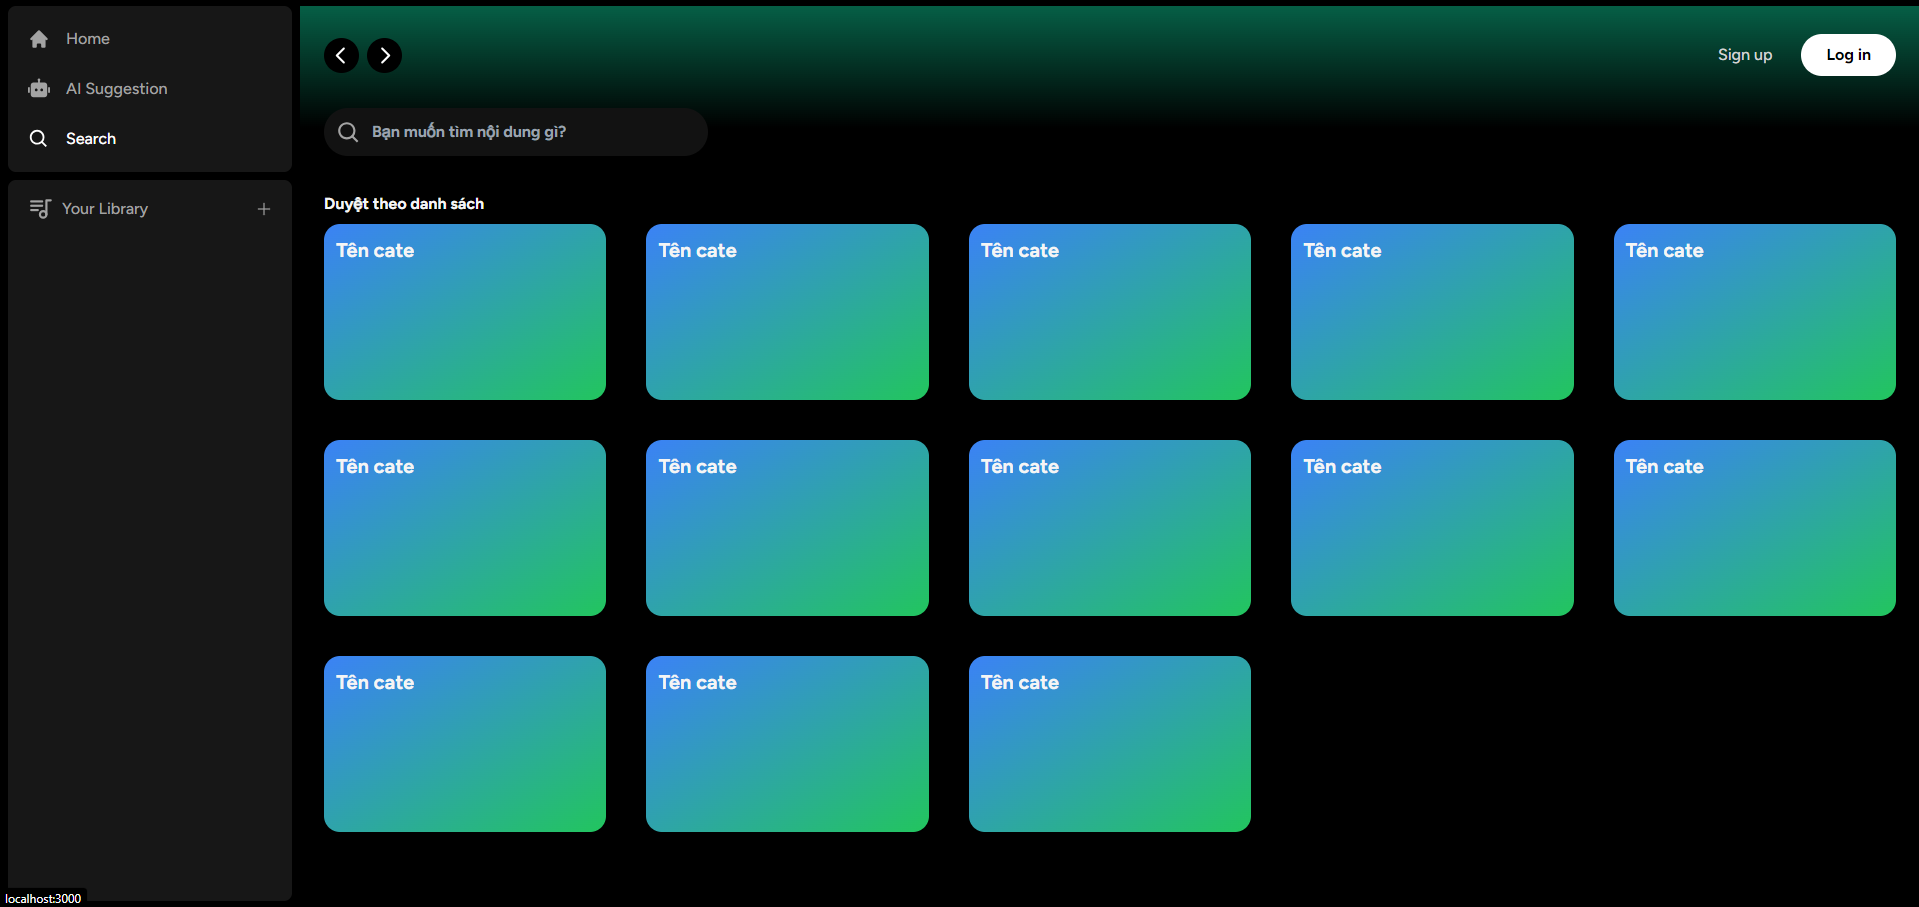 Home
AI Suggestion
Search
Your Library
Sign up
Log in
Bạn muốn tìm nội dung gì?
Duyệt theo danh sách
Tên cate
Tên cate
Tên cate
Tên cate
Tên cate
Tên cate
Tên cate
Tên cate
Tên cate
Tên cate
Tên cate
Tên cate
Tên cate
localhost:3000